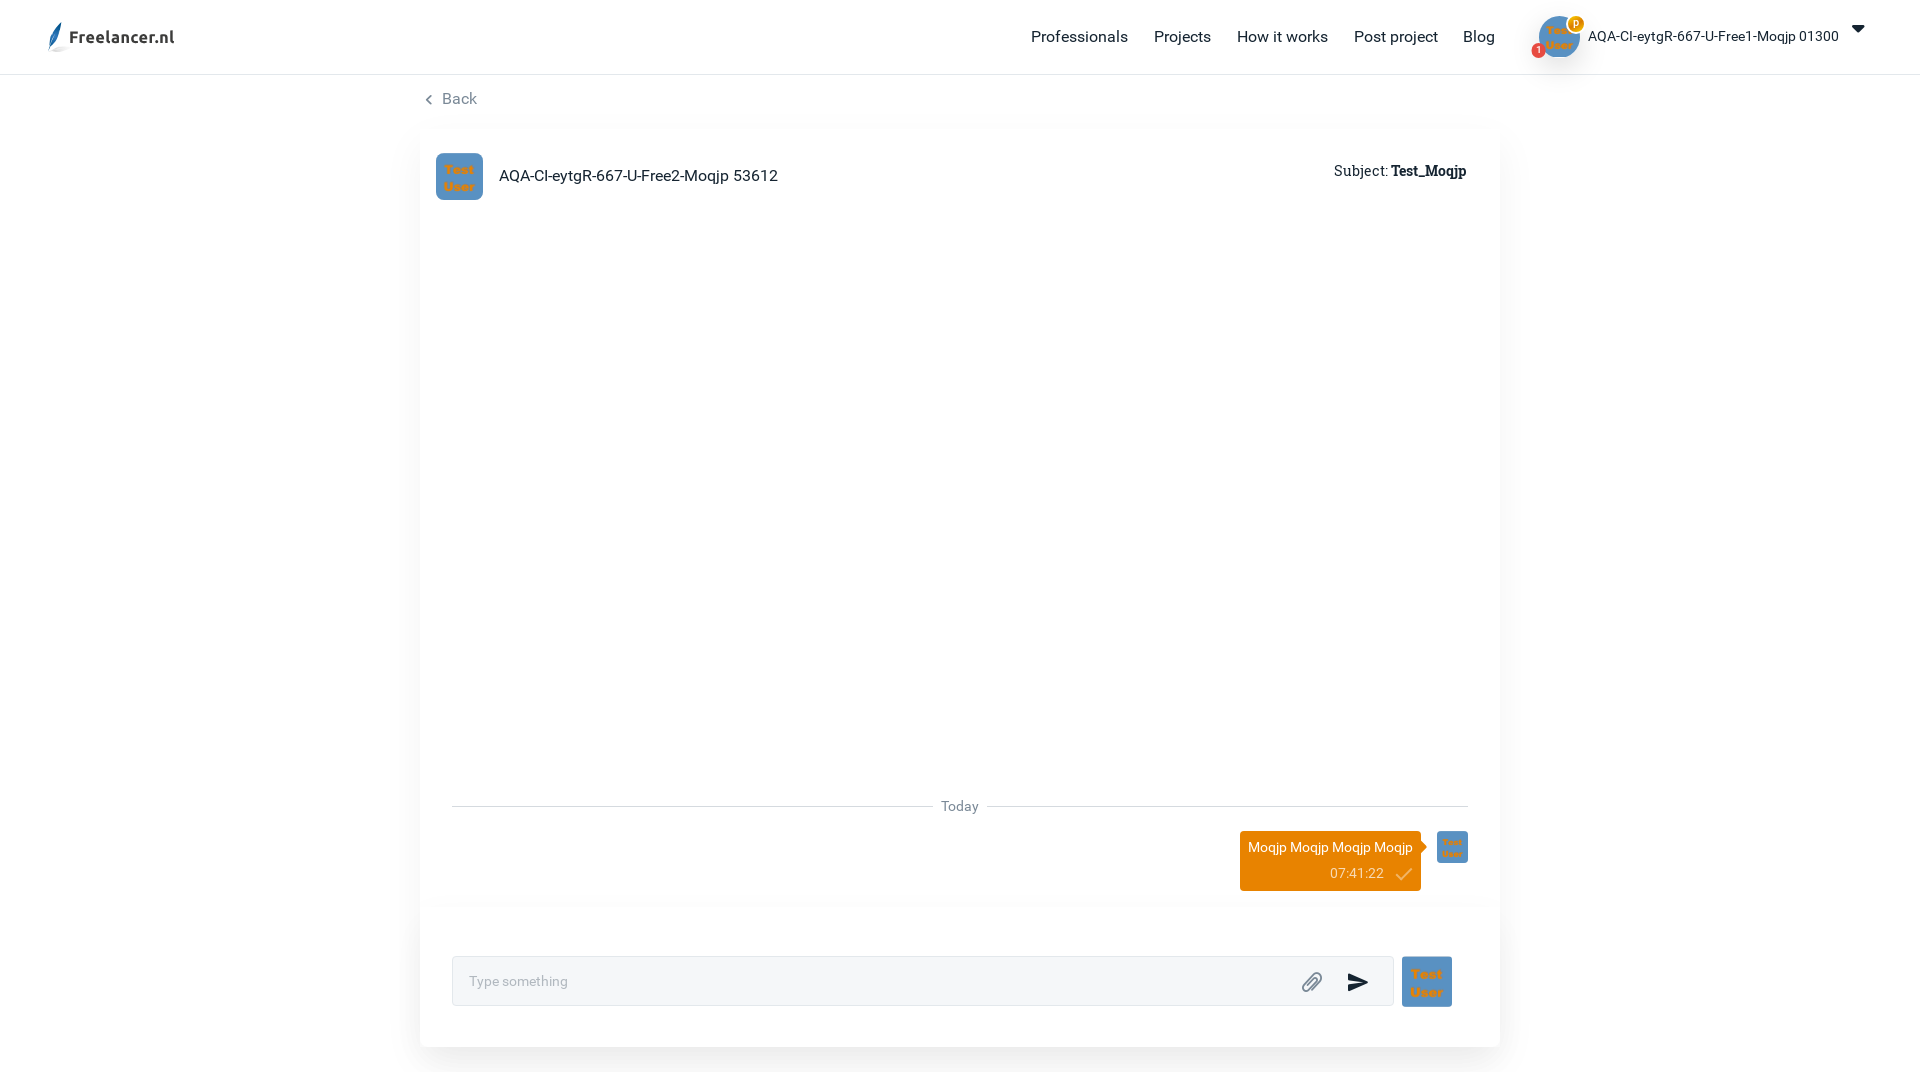 Freelancer.nl
Professionals
Projects
How it works
Post project
Blog
Test
User
p
1
AQA-CI-eytgR-667-U-Free1-Moqjp 01300
Back
Test
User
AQA-CI-eytgR-667-U-Free2-Moqjp 53612
Subject: Test_Moqjp
Today
Moqjp Moqjp Moqjp Moqjp
07:41:22
Test
User
Type something
Test
User